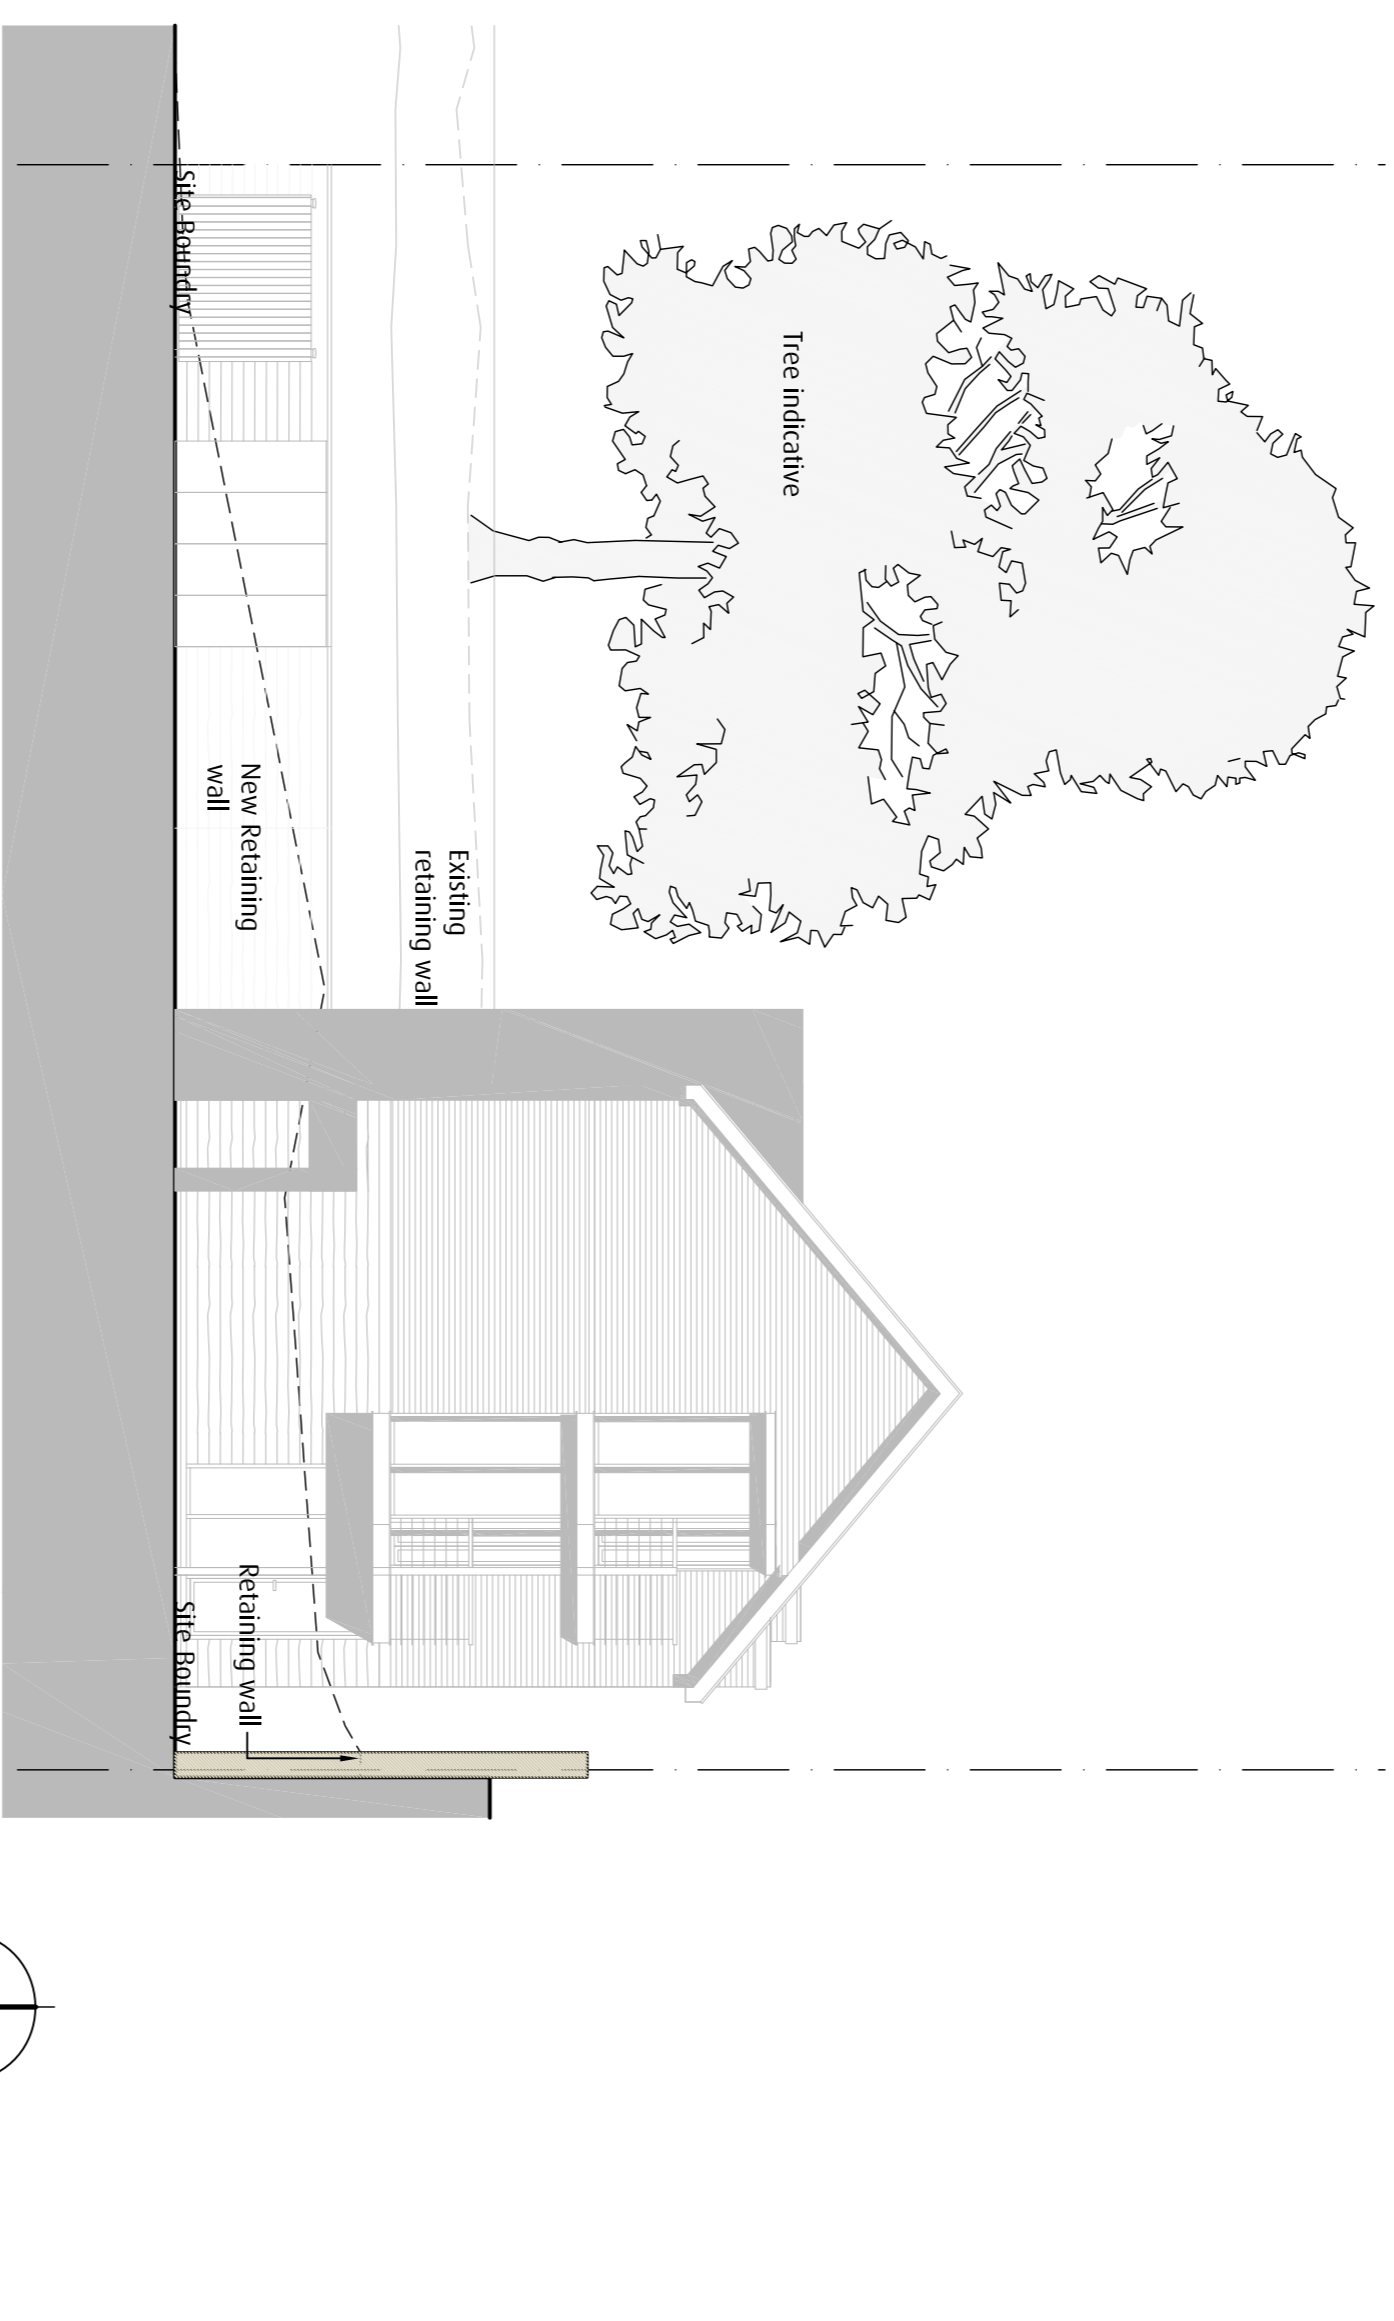 Tree indicative
Existing
retaining wall
New Retaining
wall
Retaining wall
Site Boundry
Site Boundry